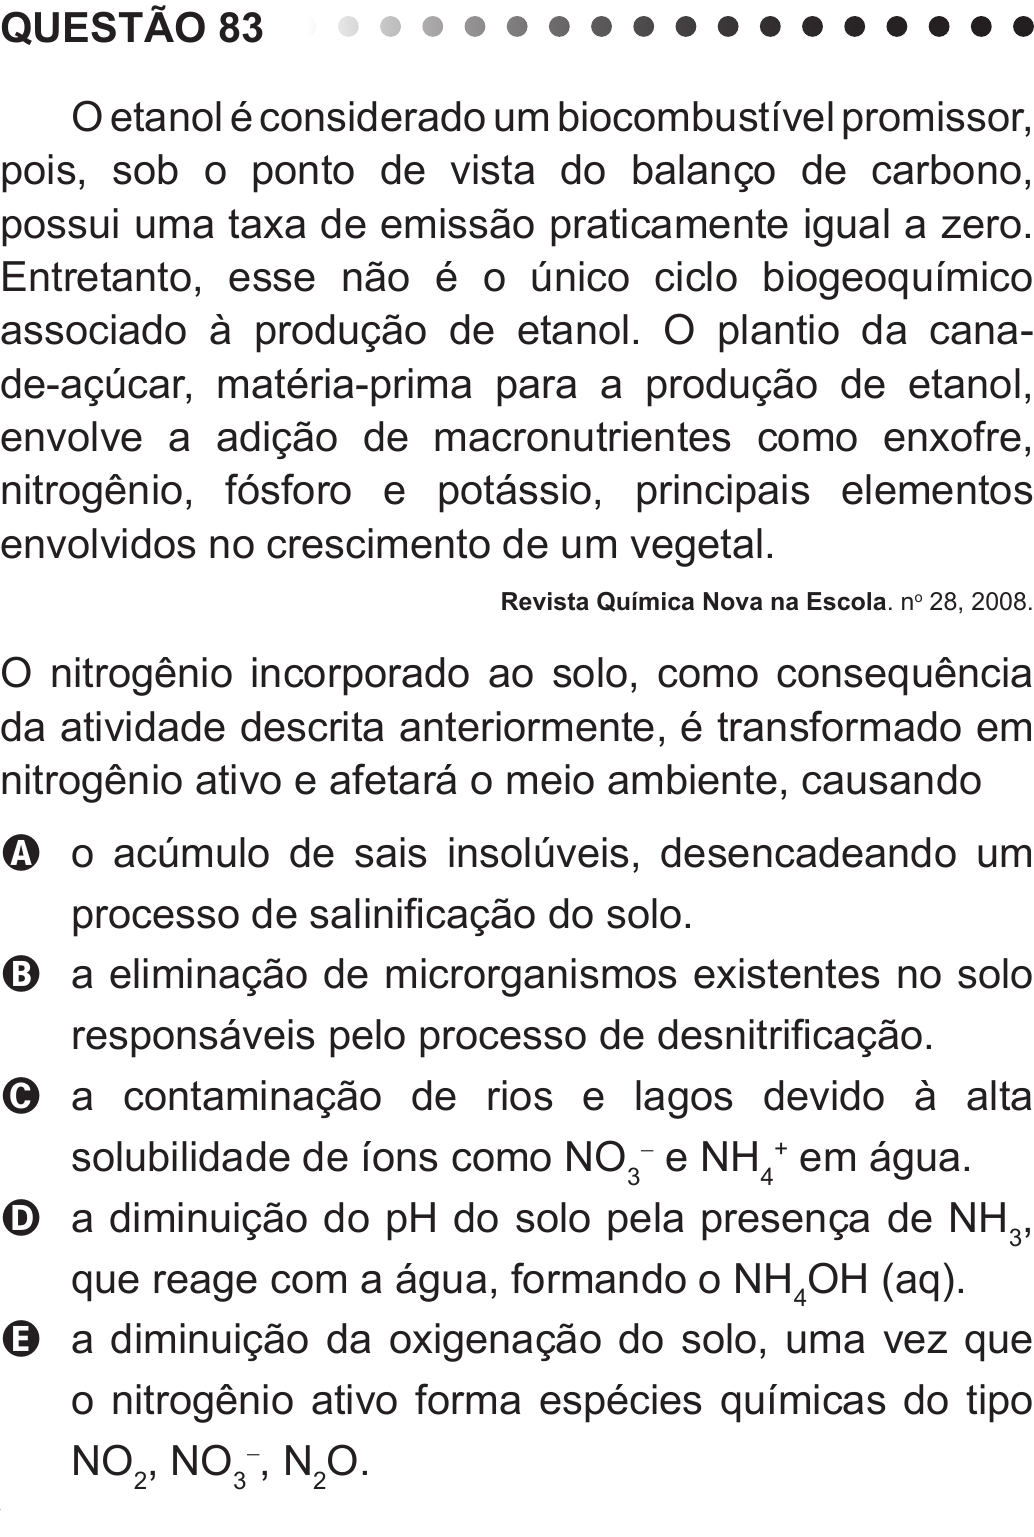 QUESTÃO 83
O etanol é considerado um biocombustível promissor,
pois, sob o ponto de vista do balanço de carbono,
possui uma taxa de emissão praticamente igual a zero.
Entretanto, esse não é o único ciclo biogeoquímico
associado à produção de etanol. O plantio da cana-
de-açúcar, matéria-prima para a produção de etanol,
envolve a adição de macronutrientes como enxofre,
nitrogênio, fósforo e potássio, principais elementos
envolvidos no crescimento de um vegetal.
Revista Química Nova na Escola. nº 28, 2008.
O nitrogênio incorporado ao solo, como consequência
da atividade descrita anteriormente, é transformado em
nitrogênio ativo e afetará o meio ambiente, causando
A o acúmulo de sais insolúveis, desencadeando um
processo de salinificação do solo.
B a eliminação de microrganismos existentes no solo
responsáveis pelo processo de desnitrificação.
C a contaminação de rios e lagos devido à alta
solubilidade de íons como NO₃⁻ e NH₄⁺ em água.
D a diminuição do pH do solo pela presença de NH₃,
que reage com a água, formando o NH₄OH (aq).
E a diminuição da oxigenação do solo, uma vez que
o nitrogênio ativo forma espécies químicas do tipo
NO₂, NO₃⁻, N₂O.